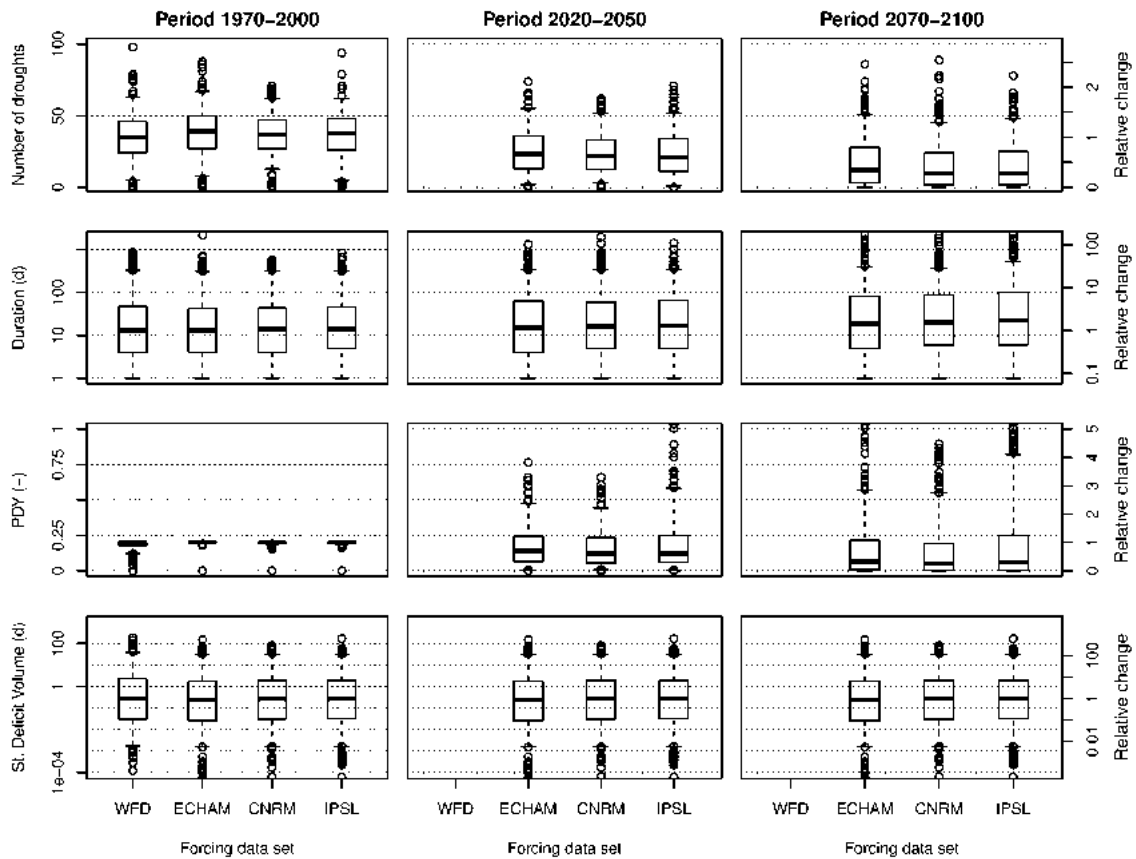 Period 1970−2000 Period 2020−2050 Period 2070−2100
Number of droughts
0 50 100
0 1 2
Relative change
Duration (d)
1 10 100
0.1 1 10 100
Relative change
PDY (−)
0 0.25 0.75 1
0 1 2 3 4 5
Relative change
St. Deficit Volume (d)
1e−04 1 100
0.01 1 100
Relative change
WFD ECHAM CNRM IPSL WFD ECHAM CNRM IPSL WFD ECHAM CNRM IPSL
Forcing data set Forcing data set Forcing data set